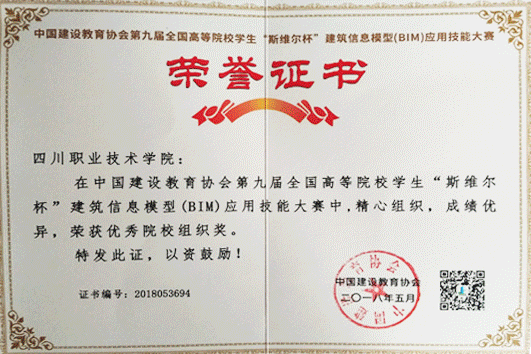 中国建设教育协会第九届全国高等院校学生“斯维尔杯”建筑信息模型(BIM)应用技能大赛
荣誉证书
四川职业技术学院：
在中国建设教育协会第九届全国高等院校学生“斯维尔
杯”建筑信息模型(BIM)应用技能大赛中,精心组织，成绩优
异，荣获优秀院校组织奖。
特发此证，以资鼓励！
中国建设教育协会
二〇一八年五月
证书编号：2018053694